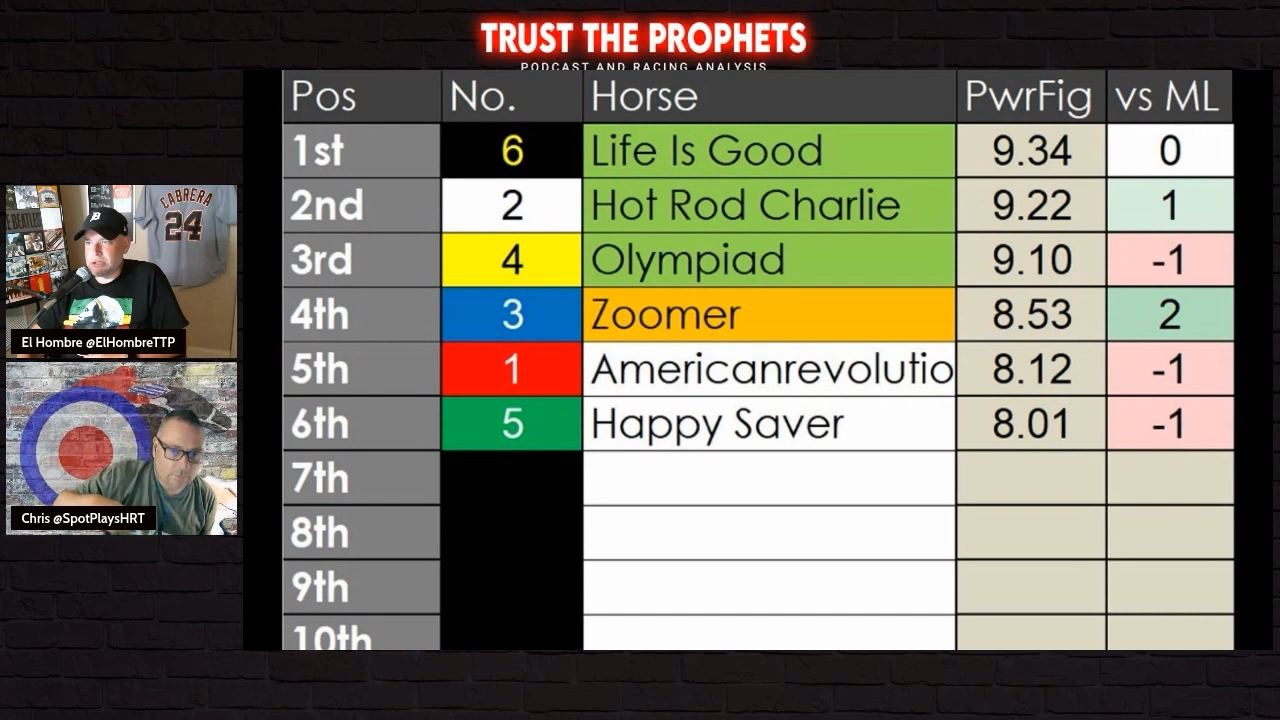 TRUST THE PROPHETS
PODCAST AND RACING ANALYSIS
Pos No. Horse PwrFig vs ML
1st 6 Life Is Good 9.34 0
2nd 2 Hot Rod Charlie 9.22 1
3rd 4 Olympiad 9.10 -1
4th 3 Zoomer 8.53 2
5th 1 Americanrevolutio 8.12 -1
6th 5 Happy Saver 8.01 -1
7th
8th
9th
10th
CABRERA
24
El Hombre @ElHombreTTP
Chris @SpotPlaysHRT